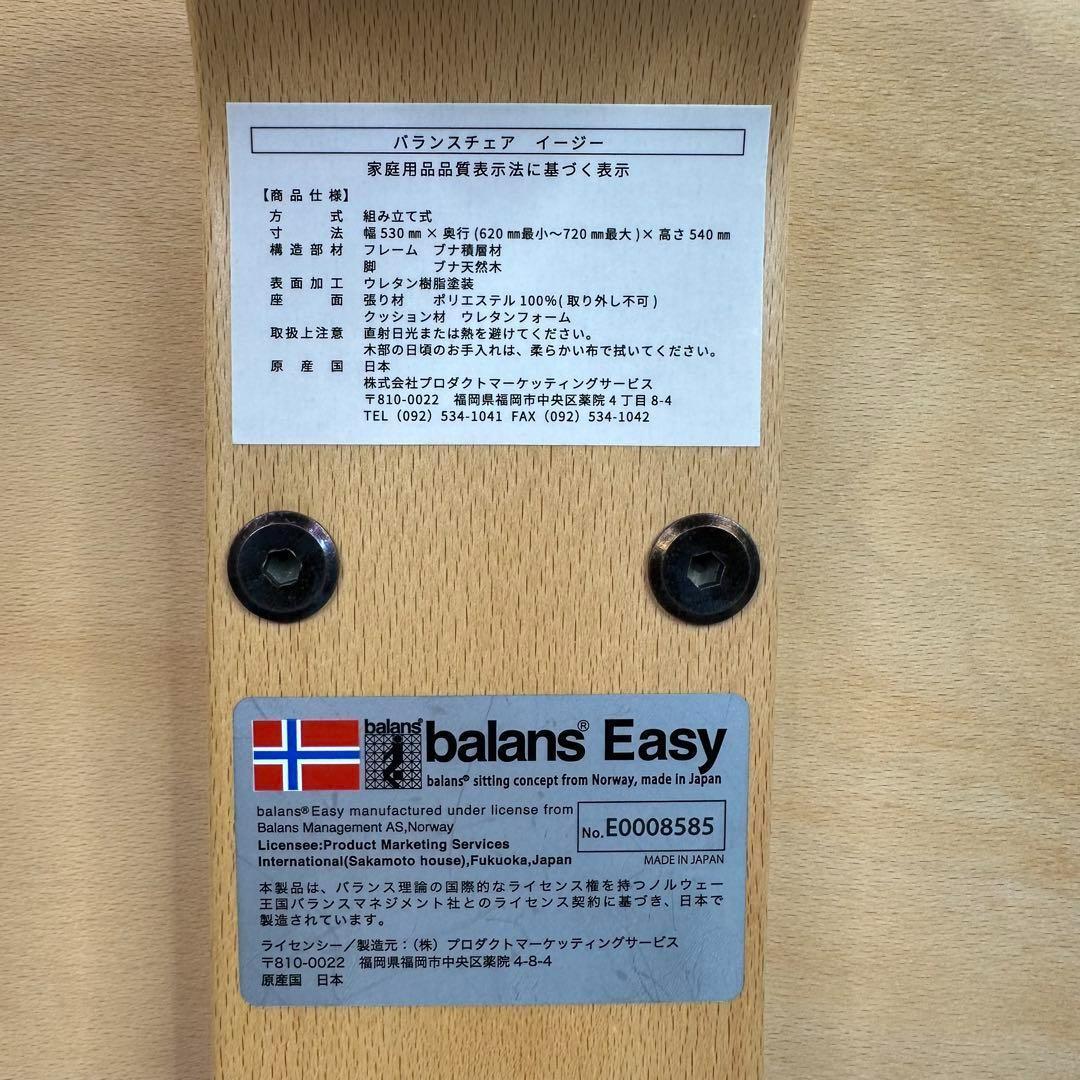 バランスチェア　イージー
家庭用品品質表示法に基づく表示
【商品仕様】
方式 組み立て式
寸法 幅 530 ㎜ × 奥行 (620 ㎜最小〜720 ㎜最大 )× 高さ 540 ㎜
構造部材 フレーム ブナ積層材
脚 ブナ天然木
表面加工 ウレタン樹脂塗装
座面 張り材 ポリエステル 100%( 取り外し不可 )
クッション材 ウレタンフォーム
取扱上注意 直射日光または熱を避けてください。
木部の日頃のお手入れは、柔らかい布で拭いてください。
原産国 日本
株式会社プロダクトマーケッティングサービス
〒810-0022 福岡県福岡市中央区薬院 4 丁目 8-4
TEL（092）534-1041 FAX（092）534-1042
balans®
balans® Easy
balans® sitting concept from Norway, made in Japan
balans® Easy manufactured under license from
Balans Management AS,Norway
Licensee:Product Marketing Services
International(Sakamoto house),Fukuoka,Japan
No. E0008585
MADE IN JAPAN
本製品は、バランス理論の国際的なライセンス権を持つノルウェー
王国バランスマネジメント社とのライセンス契約に基づき、日本で
製造されています。
ライセンシー／製造元：（株）プロダクトマーケッティングサービス
〒810-0022 福岡県福岡市中央区薬院 4-8-4
原産国 日本